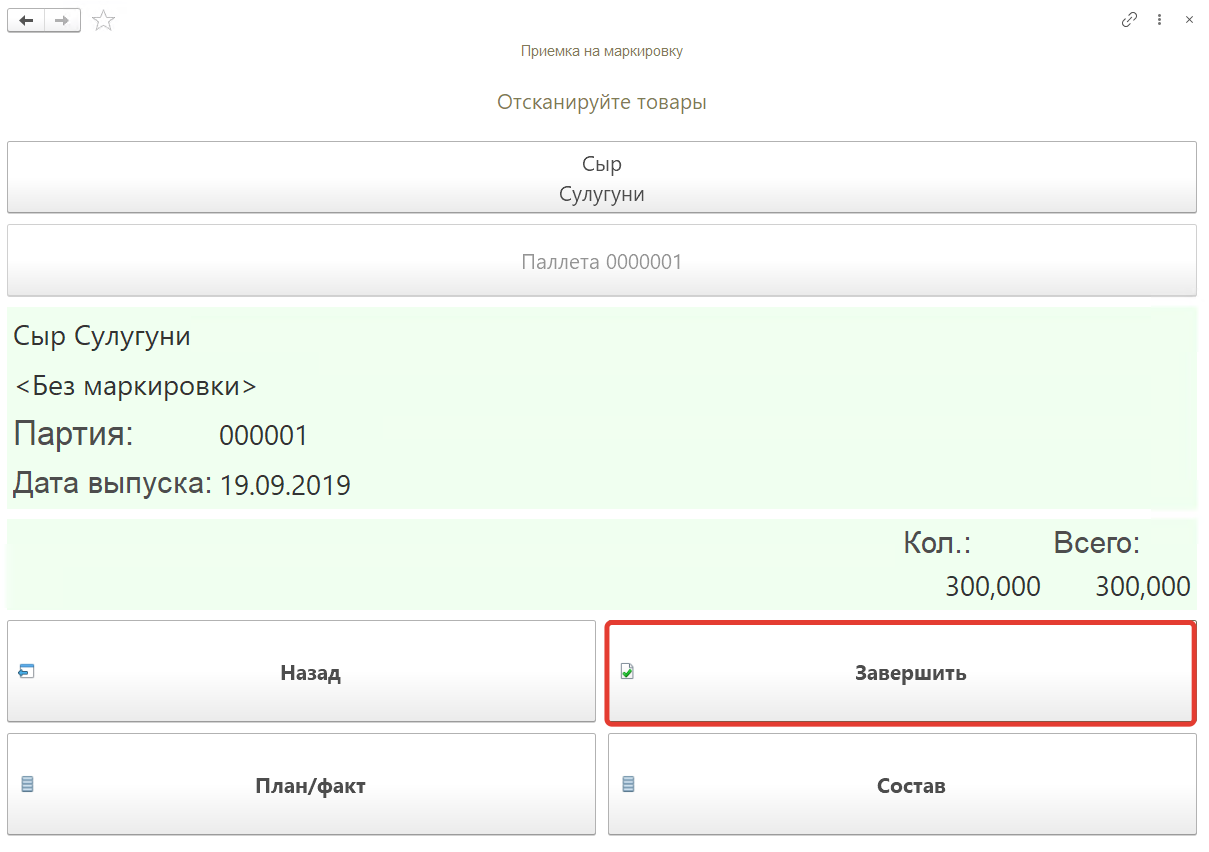 Приемка на маркировку
Отсканируйте товары
Сыр
Сулугуни
Паллета 0000001
Сыр Сулугуни
<Без маркировки>
Партия: 000001
Дата выпуска: 19.09.2019
Кол.: Всего:
300,000 300,000
Назад Завершить
План/факт Состав